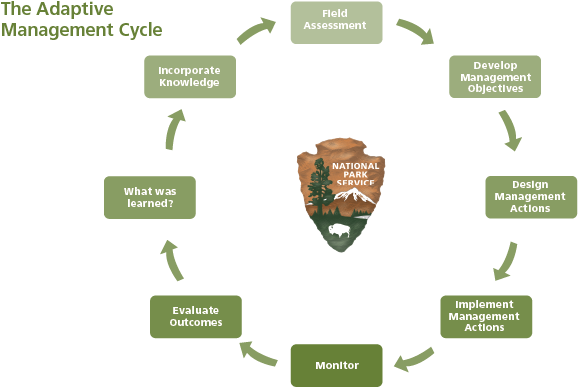 The Adaptive
Management Cycle
Field
Assessment
Develop
Management
Objectives
Design
Management
Actions
Implement
Management
Actions
Monitor
Evaluate
Outcomes
What was
learned?
Incorporate
Knowledge
NATIONAL
PARK
SERVICE